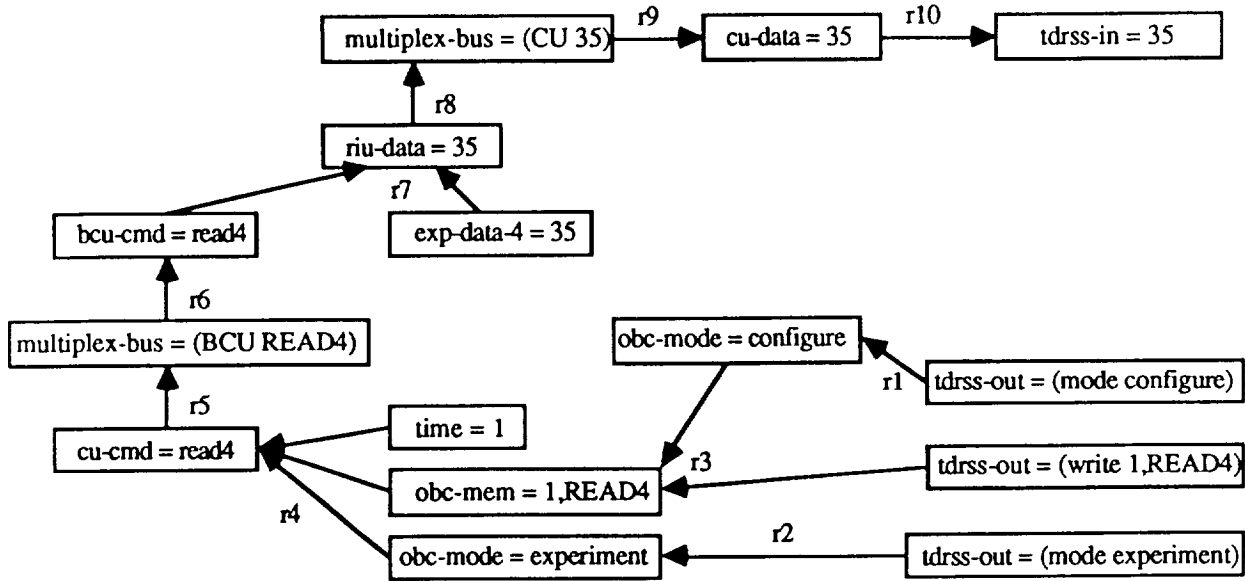 r9
r10
multiplex-bus = (CU 35)
cu-data = 35
tdrss-in = 35
r8
riu-data = 35
r7
bcu-cmd = read4
exp-data-4 = 35
r6
multiplex-bus = (BCU READ4)
obc-mode = configure
r1
tdrss-out = (mode configure)
r5
time = 1
cu-cmd = read4
r3
tdrss-out = (write 1,READ4)
obc-mem = 1,READ4
r4
r2
obc-mode = experiment
tdrss-out = (mode experiment)